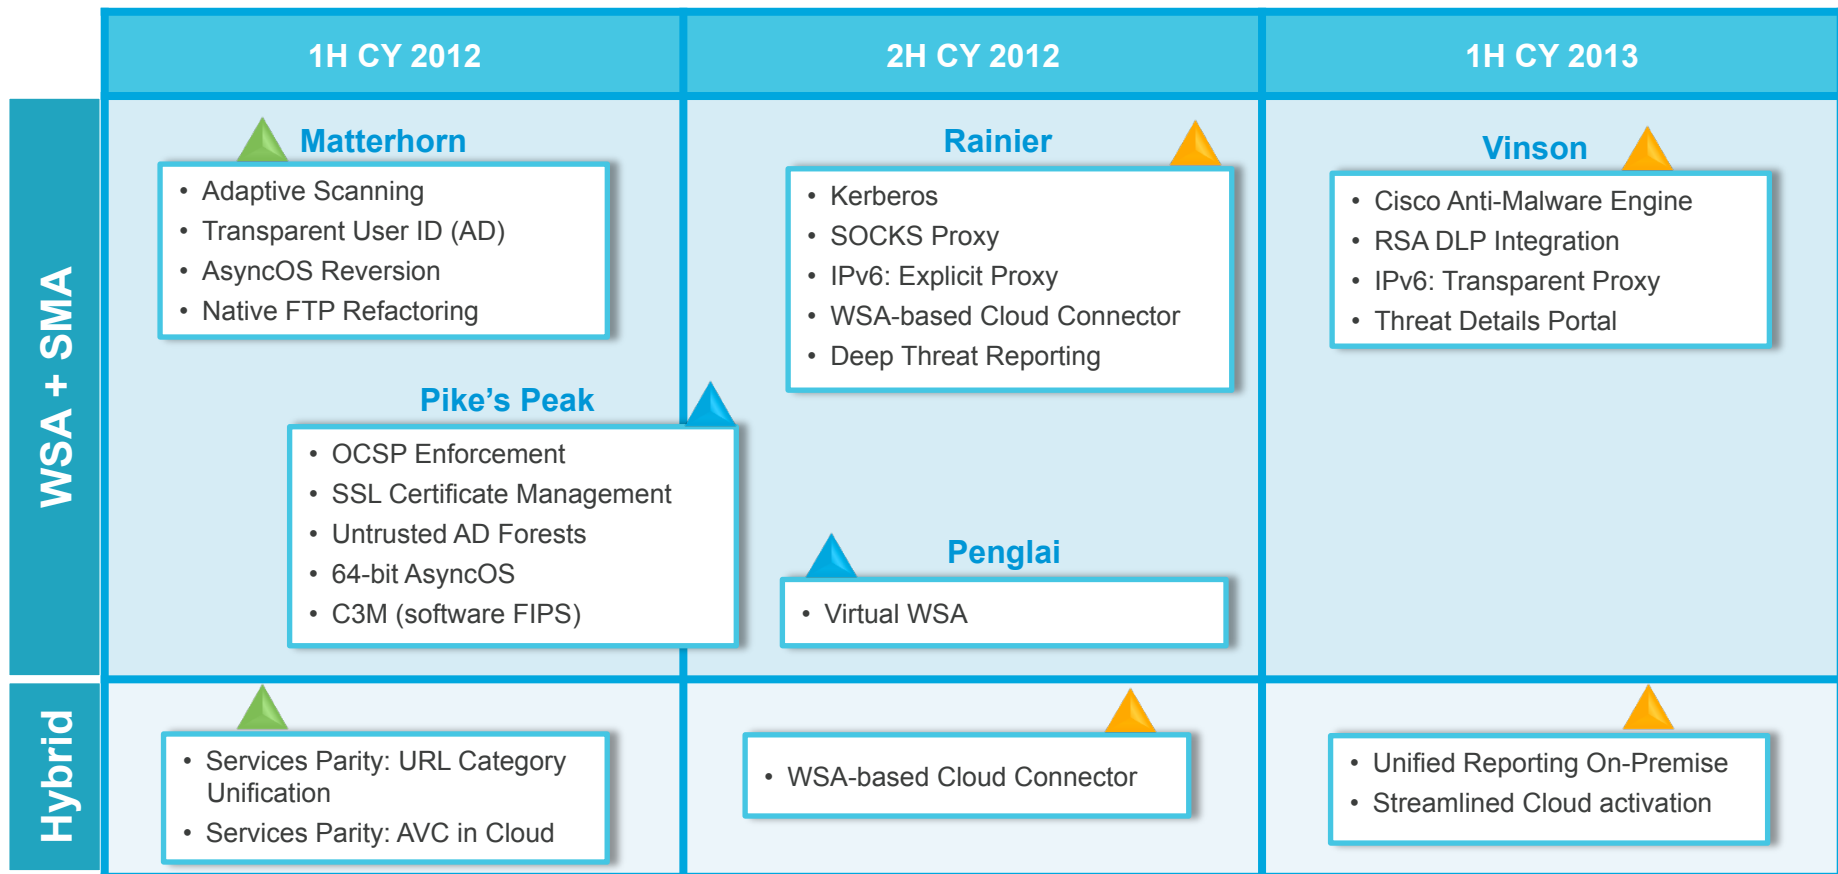 1H CY 2012
2H CY 2012
1H CY 2013
WSA + SMA
Matterhorn
• Adaptive Scanning
• Transparent User ID (AD)
• AsyncOS Reversion
• Native FTP Refactoring
Pike's Peak
• OCSP Enforcement
• SSL Certificate Management
• Untrusted AD Forests
• 64-bit AsyncOS
• C3M (software FIPS)
Rainier
• Kerberos
• SOCKS Proxy
• IPv6: Explicit Proxy
• WSA-based Cloud Connector
• Deep Threat Reporting
Penglai
• Virtual WSA
Vinson
• Cisco Anti-Malware Engine
• RSA DLP Integration
• IPv6: Transparent Proxy
• Threat Details Portal
Hybrid
• Services Parity: URL Category
Unification
• Services Parity: AVC in Cloud
• WSA-based Cloud Connector
• Unified Reporting On-Premise
• Streamlined Cloud activation